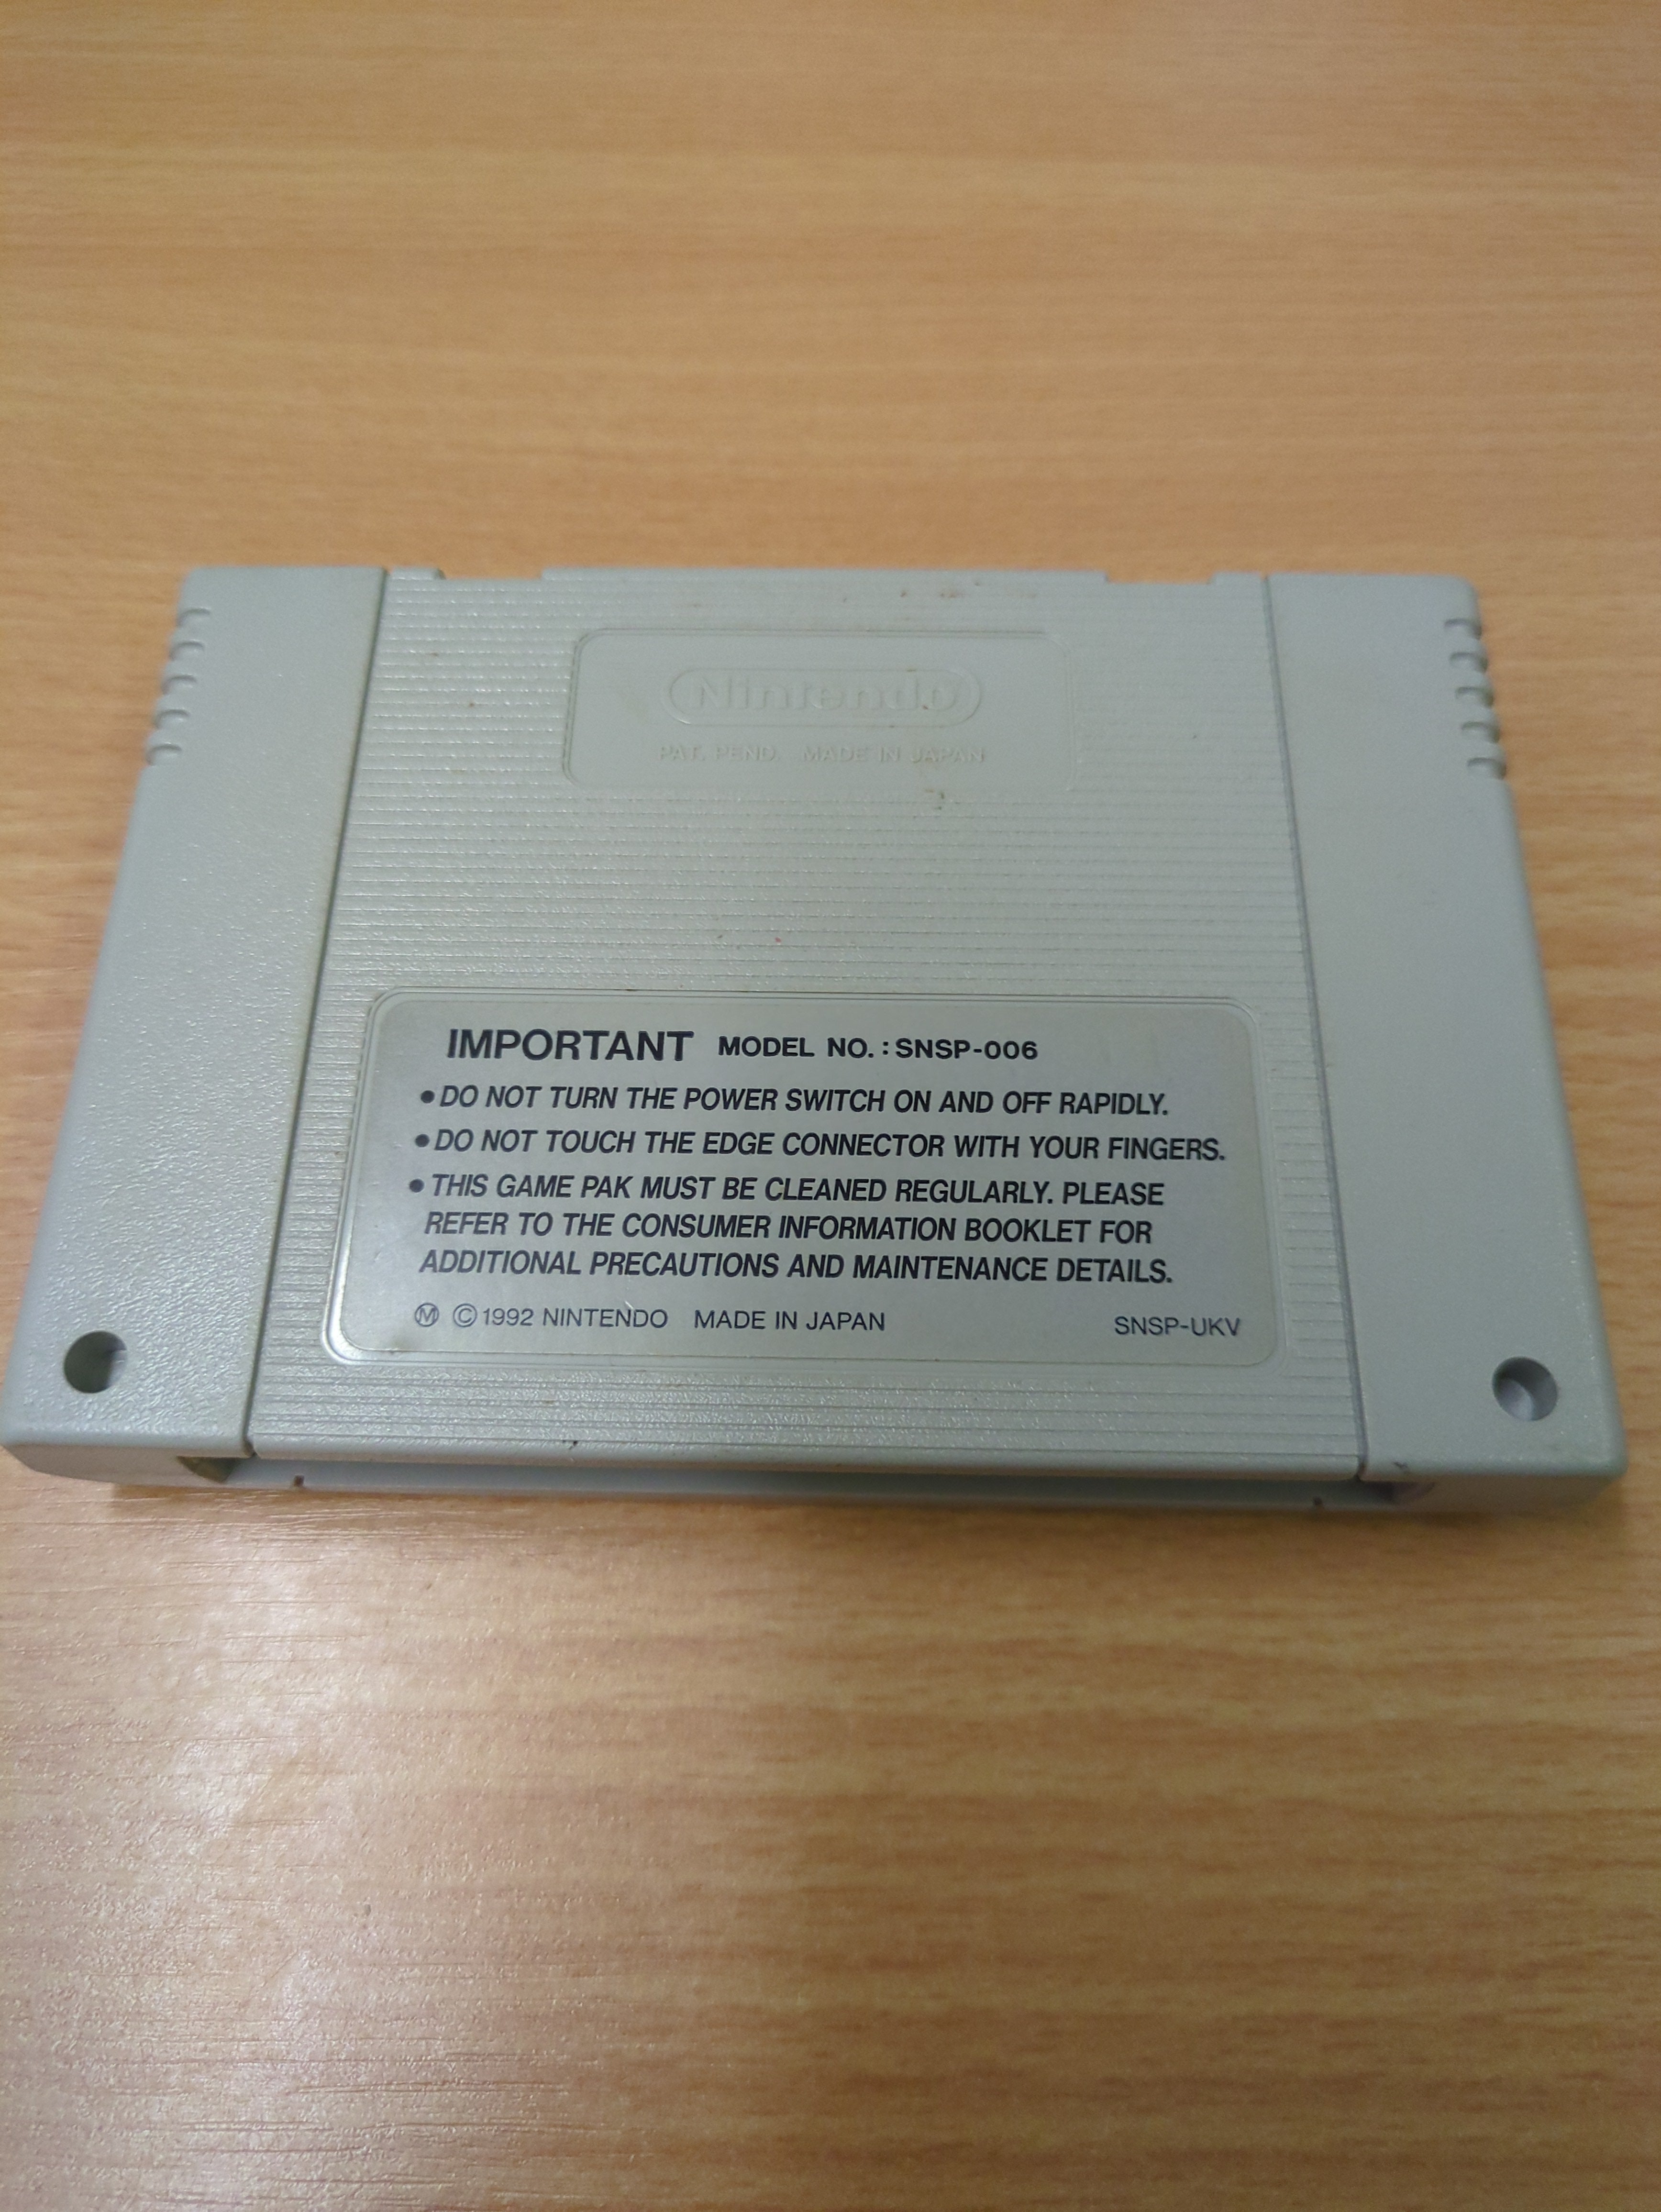 Nintendo
PAT. PEND. MADE IN JAPAN
IMPORTANT MODEL NO.: SNSP-006
●DO NOT TURN THE POWER SWITCH ON AND OFF RAPIDLY.
●DO NOT TOUCH THE EDGE CONNECTOR WITH YOUR FINGERS.
●THIS GAME PAK MUST BE CLEANED REGULARLY. PLEASE
REFER TO THE CONSUMER INFORMATION BOOKLET FOR
ADDITIONAL PRECAUTIONS AND MAINTENANCE DETAILS.
Ⓜ ©1992 NINTENDO MADE IN JAPAN SNSP-UKV